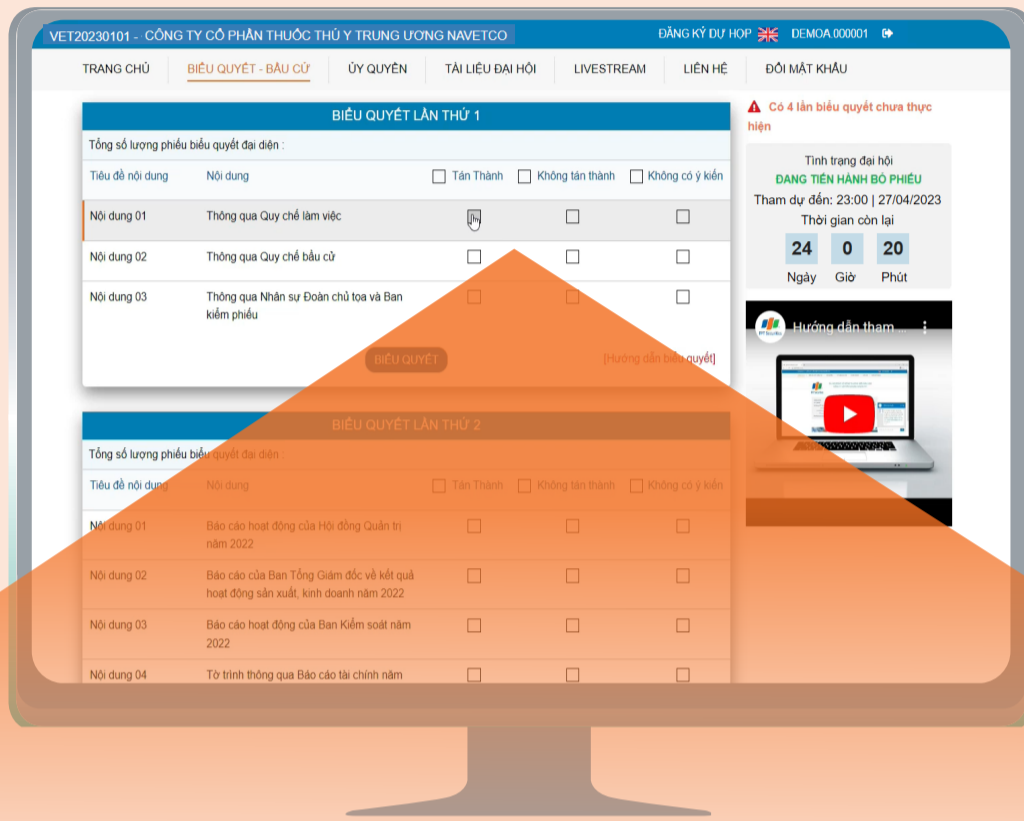 VET20230101 - CÔNG TY CỔ PHẦN THUỐC THÚ Y TRUNG ƯƠNG NAVETCO
ĐĂNG KÝ DỰ HỌP DEMOA.000001
TRANG CHỦ BIỂU QUYẾT - BẦU CỬ ỦY QUYỀN TÀI LIỆU ĐẠI HỘI LIVESTREAM LIÊN HỆ ĐỔI MẬT KHẨU
BIỂU QUYẾT LẦN THỨ 1
Tổng số lượng phiếu biểu quyết đại diện :
Tiêu đề nội dung Nội dung Tán Thành Không tán thành Không có ý kiến
Nội dung 01 Thông qua Quy chế làm việc
Nội dung 02 Thông qua Quy chế bầu cử
Nội dung 03 Thông qua Nhân sự Đoàn chủ tọa và Ban
kiểm phiếu
BIỂU QUYẾT [Hướng dẫn biểu quyết]
BIỂU QUYẾT LẦN THỨ 2
Tổng số lượng phiếu biểu quyết đại diện :
Tiêu đề nội dung Nội dung Tán Thành Không tán thành Không có ý kiến
Nội dung 01 Báo cáo hoạt động của Hội đồng Quản trị
năm 2022
Nội dung 02 Báo cáo của Ban Tổng Giám đốc về kết quả
hoạt động sản xuất, kinh doanh năm 2022
Nội dung 03 Báo cáo hoạt động của Ban Kiểm soát năm
2022
Nội dung 04 Tờ trình thông qua Báo cáo tài chính năm
Có 4 lần biểu quyết chưa thực
hiện
Tình trạng đại hội
ĐANG TIẾN HÀNH BỎ PHIẾU
Tham dự đến: 23:00 | 27/04/2023
Thời gian còn lại
24 0 20
Ngày Giờ Phút
Hướng dẫn tham ...